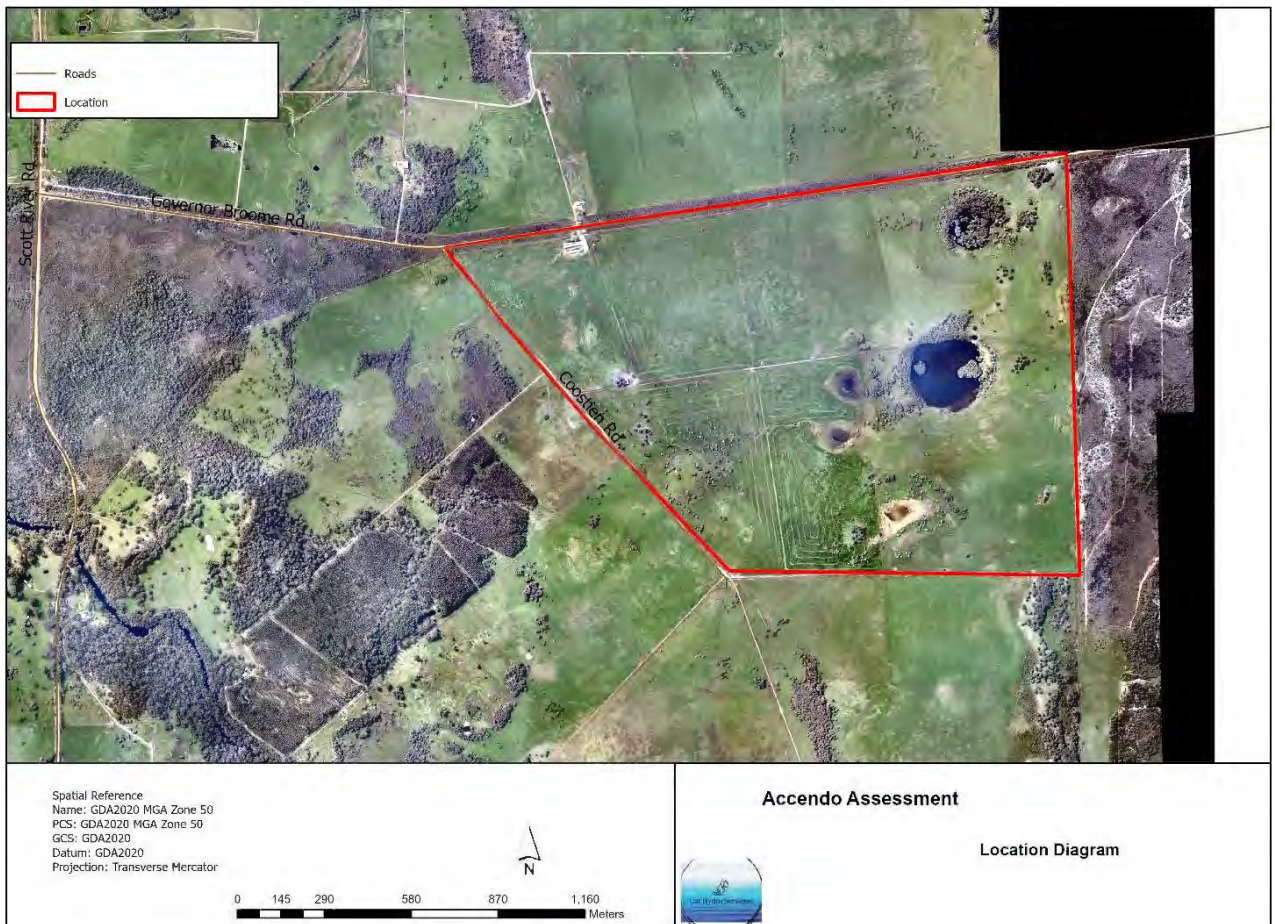 Roads
Location
Scott River Rd
Governor Broome Rd
Coostien Rd
Spatial Reference
Name: GDA2020 MGA Zone 50
PCS: GDA2020 MGA Zone 50
GCS: GDA2020
Datum: GDA2020
Projection: Transverse Mercator
N
0 145 290 580 870 1,160
Meters
Accendo Assessment
Location Diagram